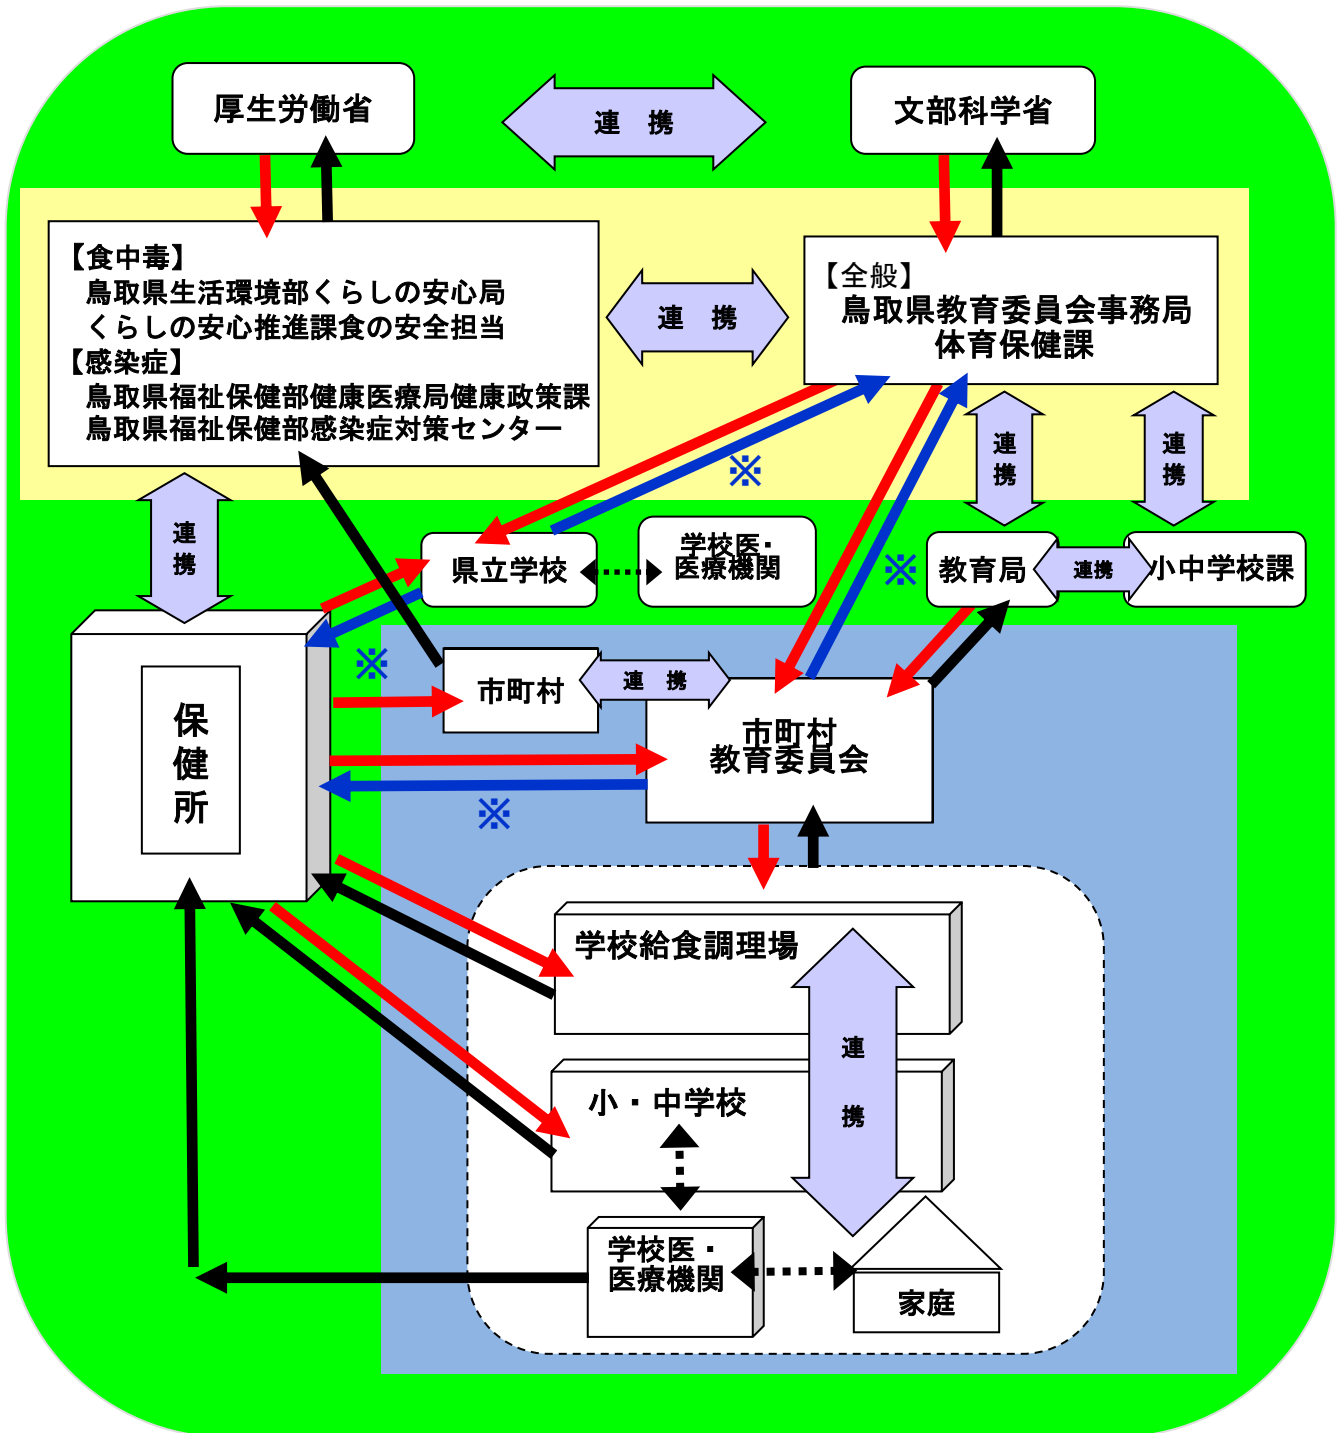 厚生労働省
連　携
文部科学省
【食中毒】
鳥取県生活環境部くらしの安心局
くらしの安心推進課食の安全担当
【感染症】
鳥取県福祉保健部健康医療局健康政策課
鳥取県福祉保健部感染症対策センター
連　携
【全般】
鳥取県教育委員会事務局
体育保健課
連
携
連
携
連
携
※
県立学校
学校医・
医療機関
※
教育局
連携
小中学校課
※
市町村
連　携
保
健
所
市町村
教育委員会
※
学校給食調理場
連
携
小・中学校
学校医・
医療機関
家庭